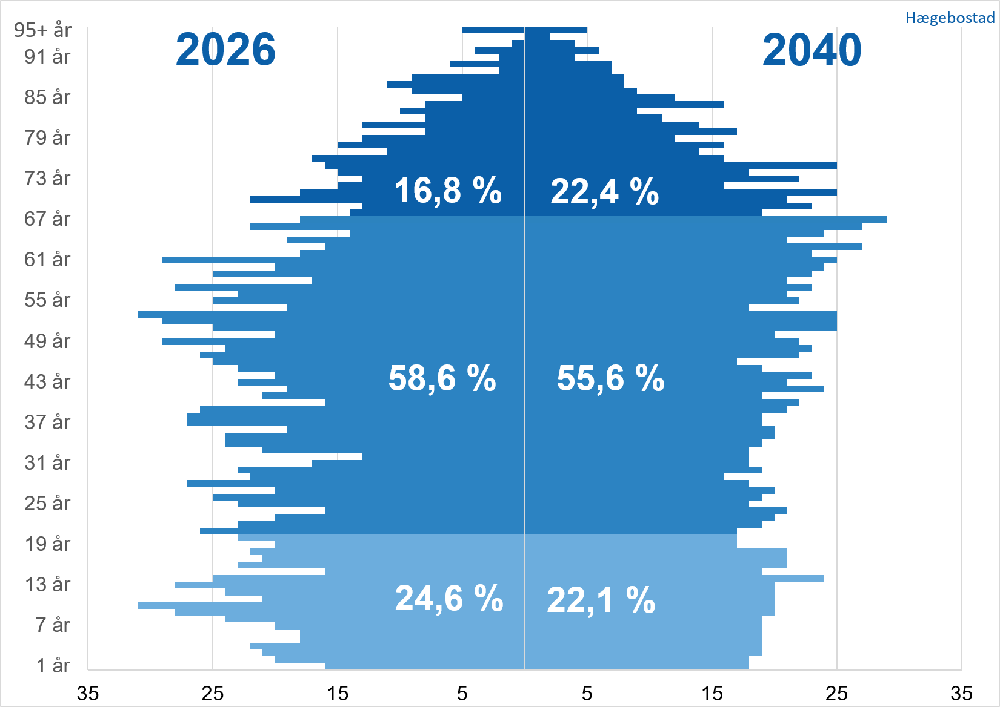 Hægebostad
2026 2040
95+ år
91 år
85 år
79 år
73 år
67 år
61 år
55 år
49 år
43 år
37 år
31 år
25 år
19 år
13 år
7 år
1 år
16,8 % 22,4 %
58,6 % 55,6 %
24,6 % 22,1 %
35 25 15 5 5 15 25 35